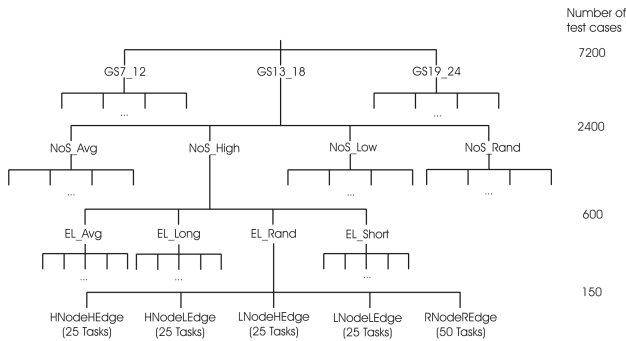 Number of
test cases
7200
GS7_12
GS13_18
GS19_24
...
...
2400
NoS_Avg
NoS_High
NoS_Low
NoS_Rand
...
...
...
600
EL_Avg
EL_Long
EL_Rand
EL_Short
...
...
...
150
HNodeHEdge
(25 Tasks)
HNodeLEdge
(25 Tasks)
LNodeHEdge
(25 Tasks)
LNodeLEdge
(25 Tasks)
RNodeREdge
(50 Tasks)